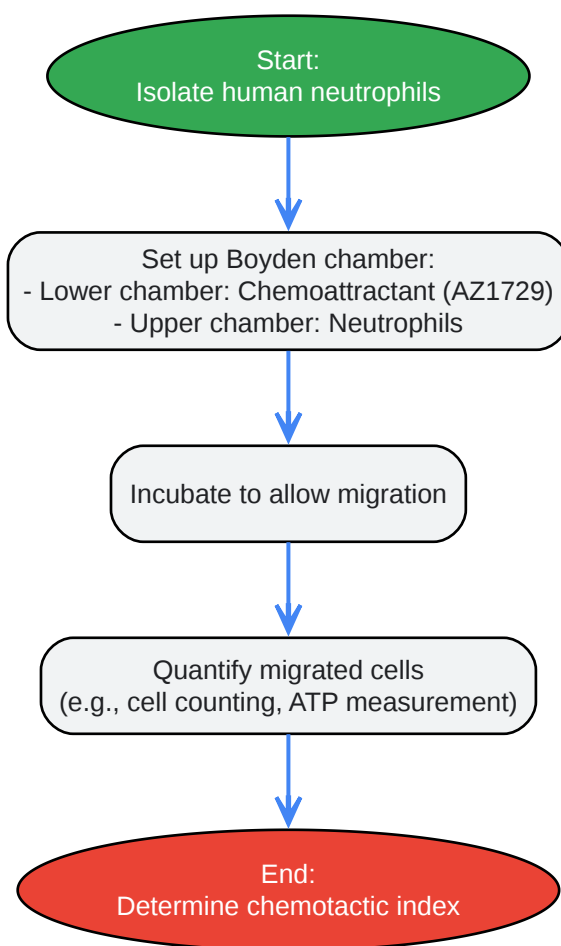 Start:
Isolate human neutrophils
Set up Boyden chamber:
- Lower chamber: Chemoattractant (AZ1729)
- Upper chamber: Neutrophils
Incubate to allow migration
Quantify migrated cells
(e.g., cell counting, ATP measurement)
End:
Determine chemotactic index